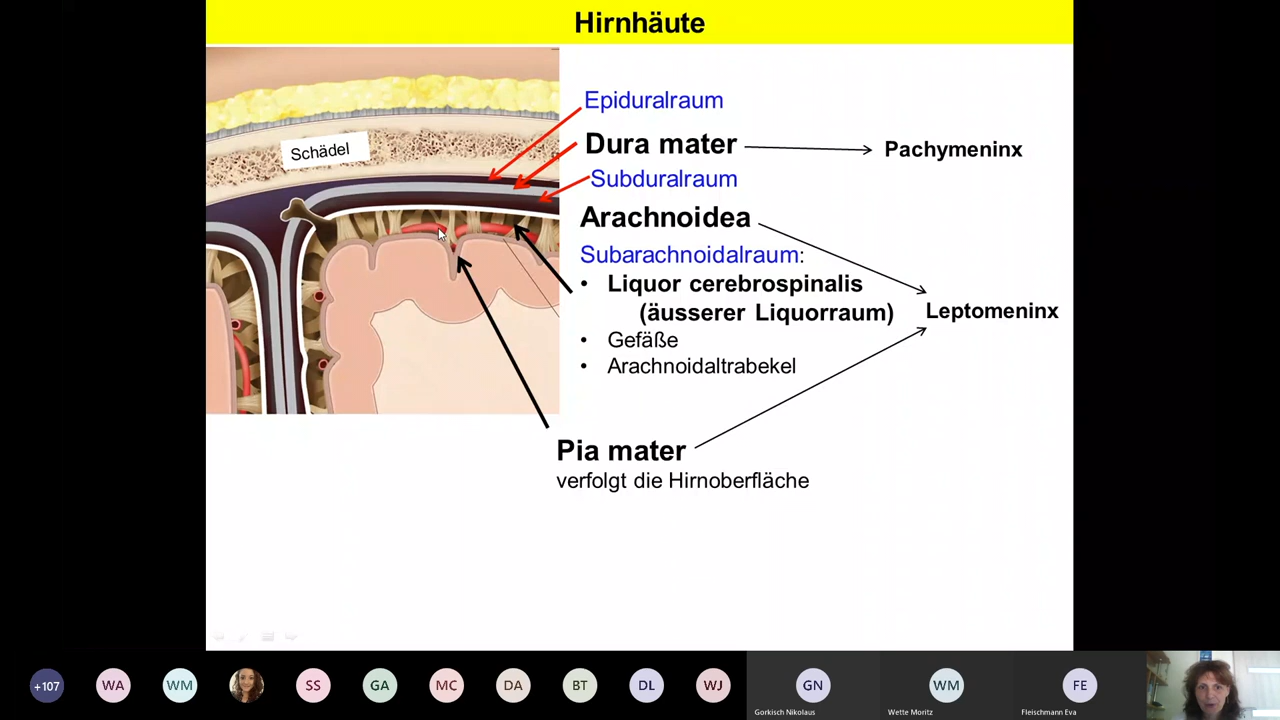 Hirnhäute
Schädel
Epiduralraum
Dura mater
Pachymeninx
Subduralraum
Arachnoidea
Subarachnoidalraum:
• Liquor cerebrospinalis
(äusserer Liquorraum)
Leptomeninx
• Gefäße
• Arachnoidaltrabekel
Pia mater
verfolgt die Hirnoberfläche
+107
WA
WM
SS
GA
MC
DA
BT
DL
WJ
GN
WM
FE
Gorkisch Nikolaus
Wette Moritz
Fleischmann Eva